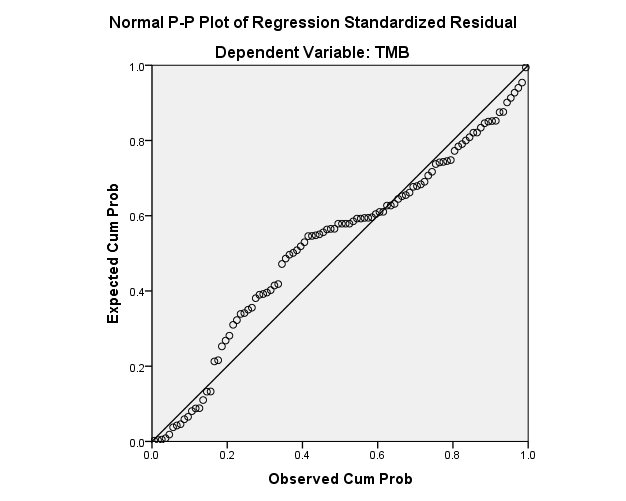 Normal P-P Plot of Regression Standardized Residual
Dependent Variable: TMB
1.0
0.8
0.6
0.4
0.2
0.0
Expected Cum Prob
0.0 0.2 0.4 0.6 0.8 1.0
Observed Cum Prob